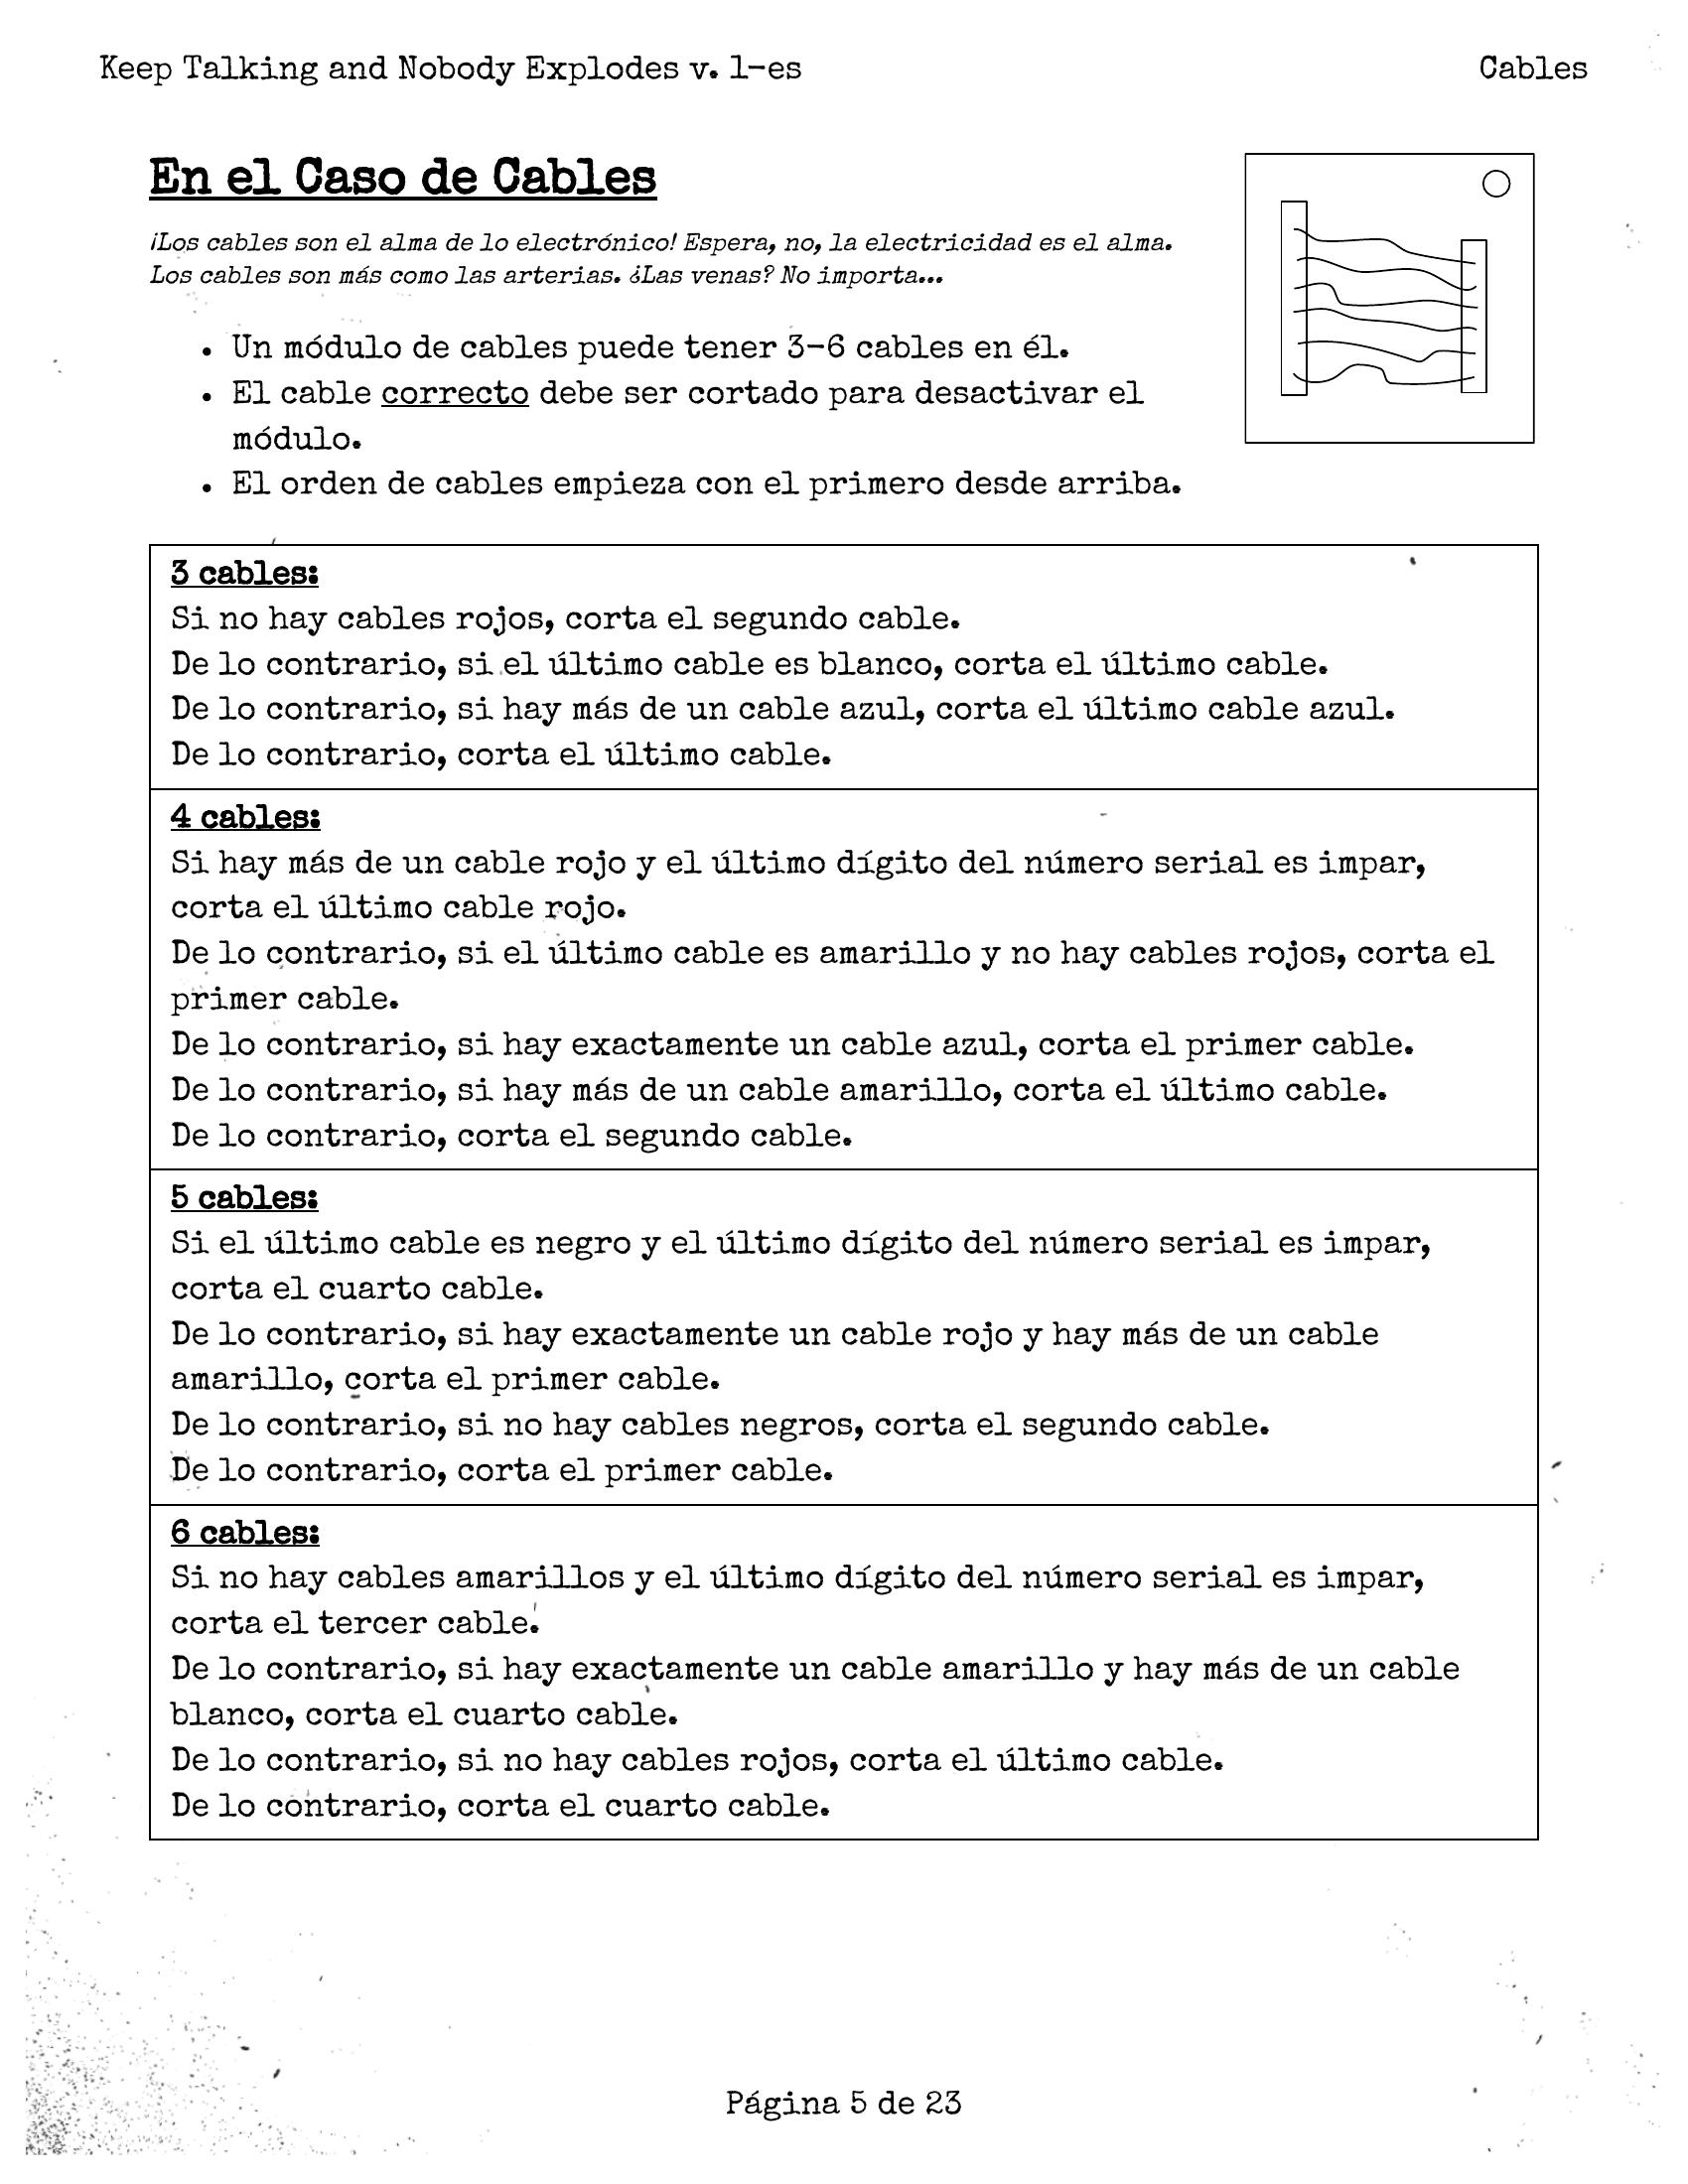 Keep Talking and Nobody Explodes v. 1-es
Cables
En el Caso de Cables
¡Los cables son el alma de lo electrónico! Espera, no, la electricidad es el alma.
Los cables son más como las arterias. ¿Las venas? No importa...
• Un módulo de cables puede tener 3-6 cables en él.
• El cable correcto debe ser cortado para desactivar el
módulo.
• El orden de cables empieza con el primero desde arriba.
3 cables:
Si no hay cables rojos, corta el segundo cable.
De lo contrario, si el último cable es blanco, corta el último cable.
De lo contrario, si hay más de un cable azul, corta el último cable azul.
De lo contrario, corta el último cable.
4 cables:
Si hay más de un cable rojo y el último dígito del número serial es impar,
corta el último cable rojo.
De lo contrario, si el último cable es amarillo y no hay cables rojos, corta el
primer cable.
De lo contrario, si hay exactamente un cable azul, corta el primer cable.
De lo contrario, si hay más de un cable amarillo, corta el último cable.
De lo contrario, corta el segundo cable.
5 cables:
Si el último cable es negro y el último dígito del número serial es impar,
corta el cuarto cable.
De lo contrario, si hay exactamente un cable rojo y hay más de un cable
amarillo, corta el primer cable.
De lo contrario, si no hay cables negros, corta el segundo cable.
De lo contrario, corta el primer cable.
6 cables:
Si no hay cables amarillos y el último dígito del número serial es impar,
corta el tercer cable.
De lo contrario, si hay exactamente un cable amarillo y hay más de un cable
blanco, corta el cuarto cable.
De lo contrario, si no hay cables rojos, corta el último cable.
De lo contrario, corta el cuarto cable.
Página 5 de 23